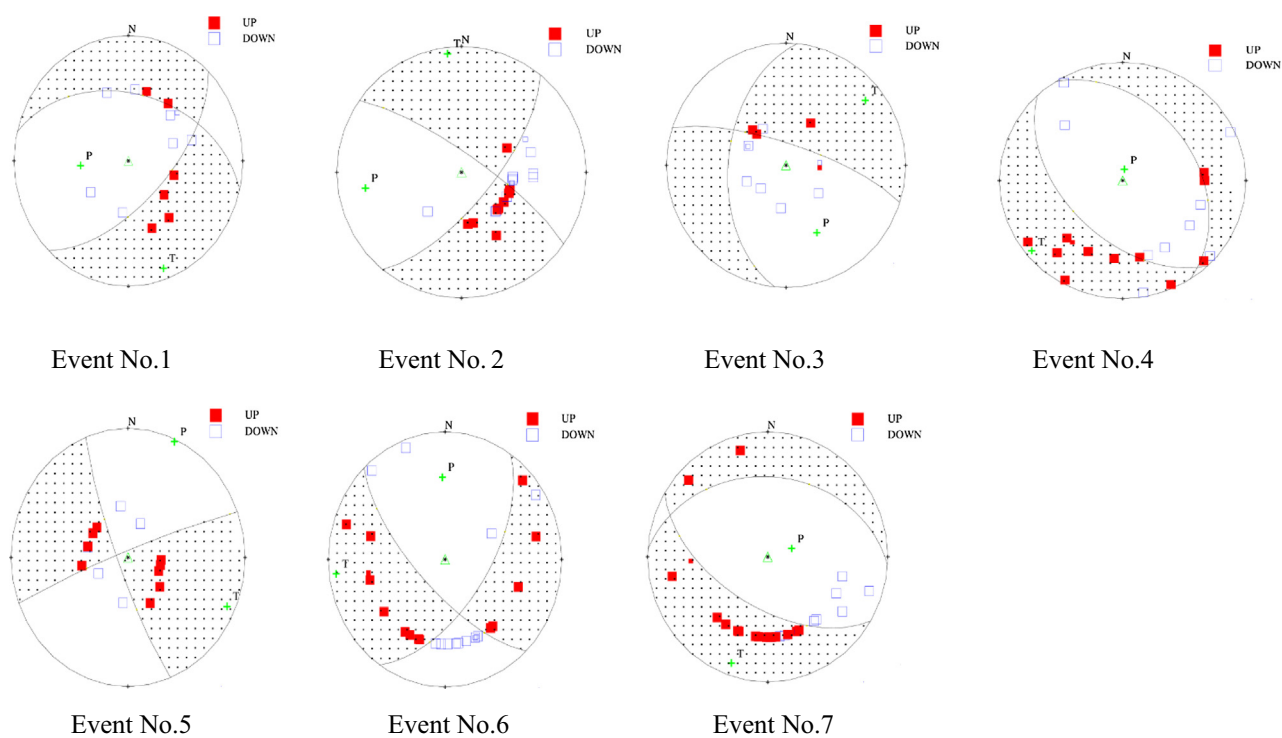 N
UP
DOWN
P
T
Event No.1
N
UP
DOWN
T
P
Event No. 2
N
UP
DOWN
T
P
Event No.3
N
UP
DOWN
P
T
Event No.4
N
UP
DOWN
P
T
Event No.5
N
UP
DOWN
P
T
Event No.6
N
UP
DOWN
P
T
Event No.7